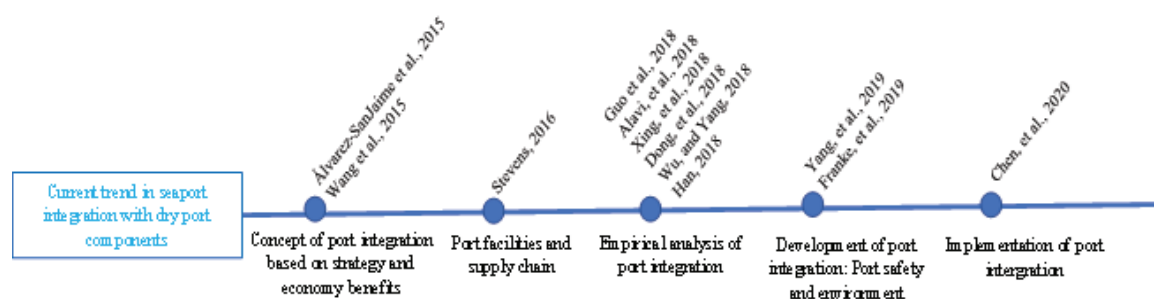 Álvarez-SanJaime et al., 2015
Wang et al., 2015
Stevens, 2016
Guo et al., 2018
Alavi, et al., 2018
Xing, et al., 2018
Dong, et al., 2018
Wu, and Yang, 2018
Han, 2018
Yang, et al., 2019
Franke, et al., 2019
Chen, et al., 2020
Current trend in seaport
integration with dry port
components
Concept of port integration
based on strategy and
economy benefits
Port facilities and
supply chain
Empirical analysis of
port integration
Development of port
integration: Port safety
and environment
Implementation of port
intergration